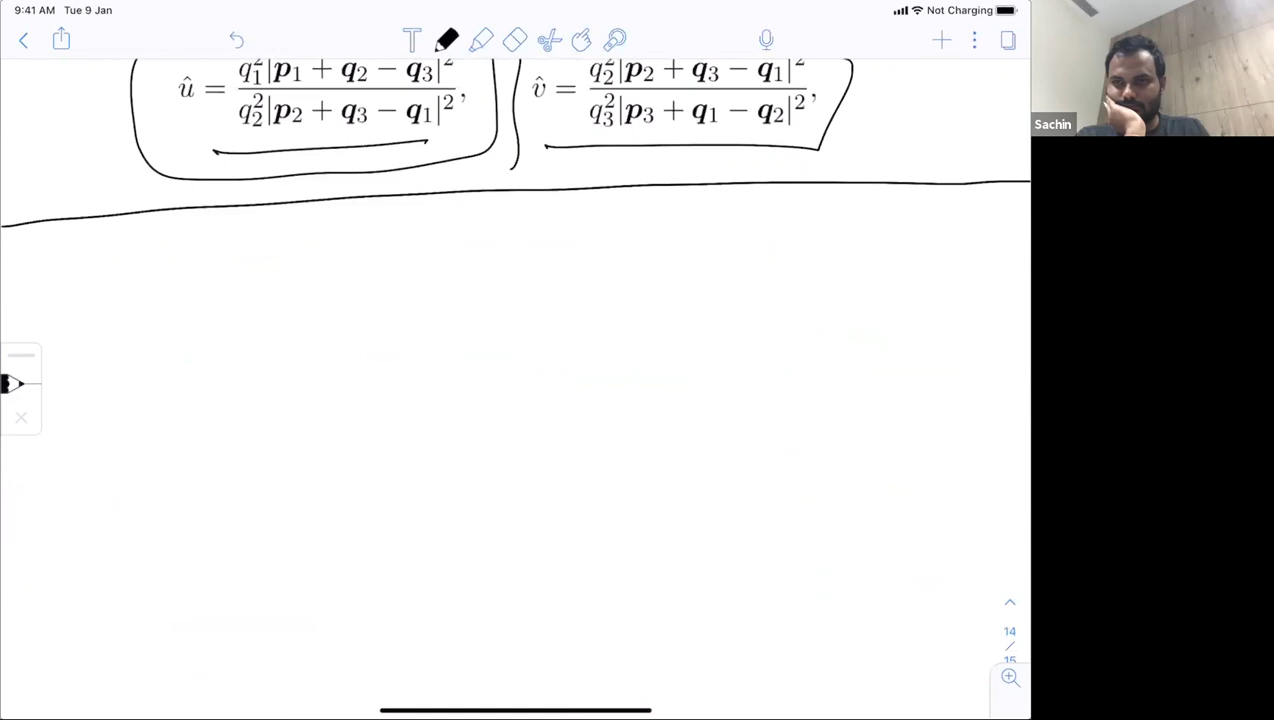 9:41 AM Tue 9 Jan
Not Charging
û = q₁²|p₁ + q₂ − q₃|² / q₂²|p₂ + q₃ − q₁|², v̂ = q₂²|p₂ + q₃ − q₁|² / q₃²|p₃ + q₁ − q₂|²,
Sachin
14
/
15